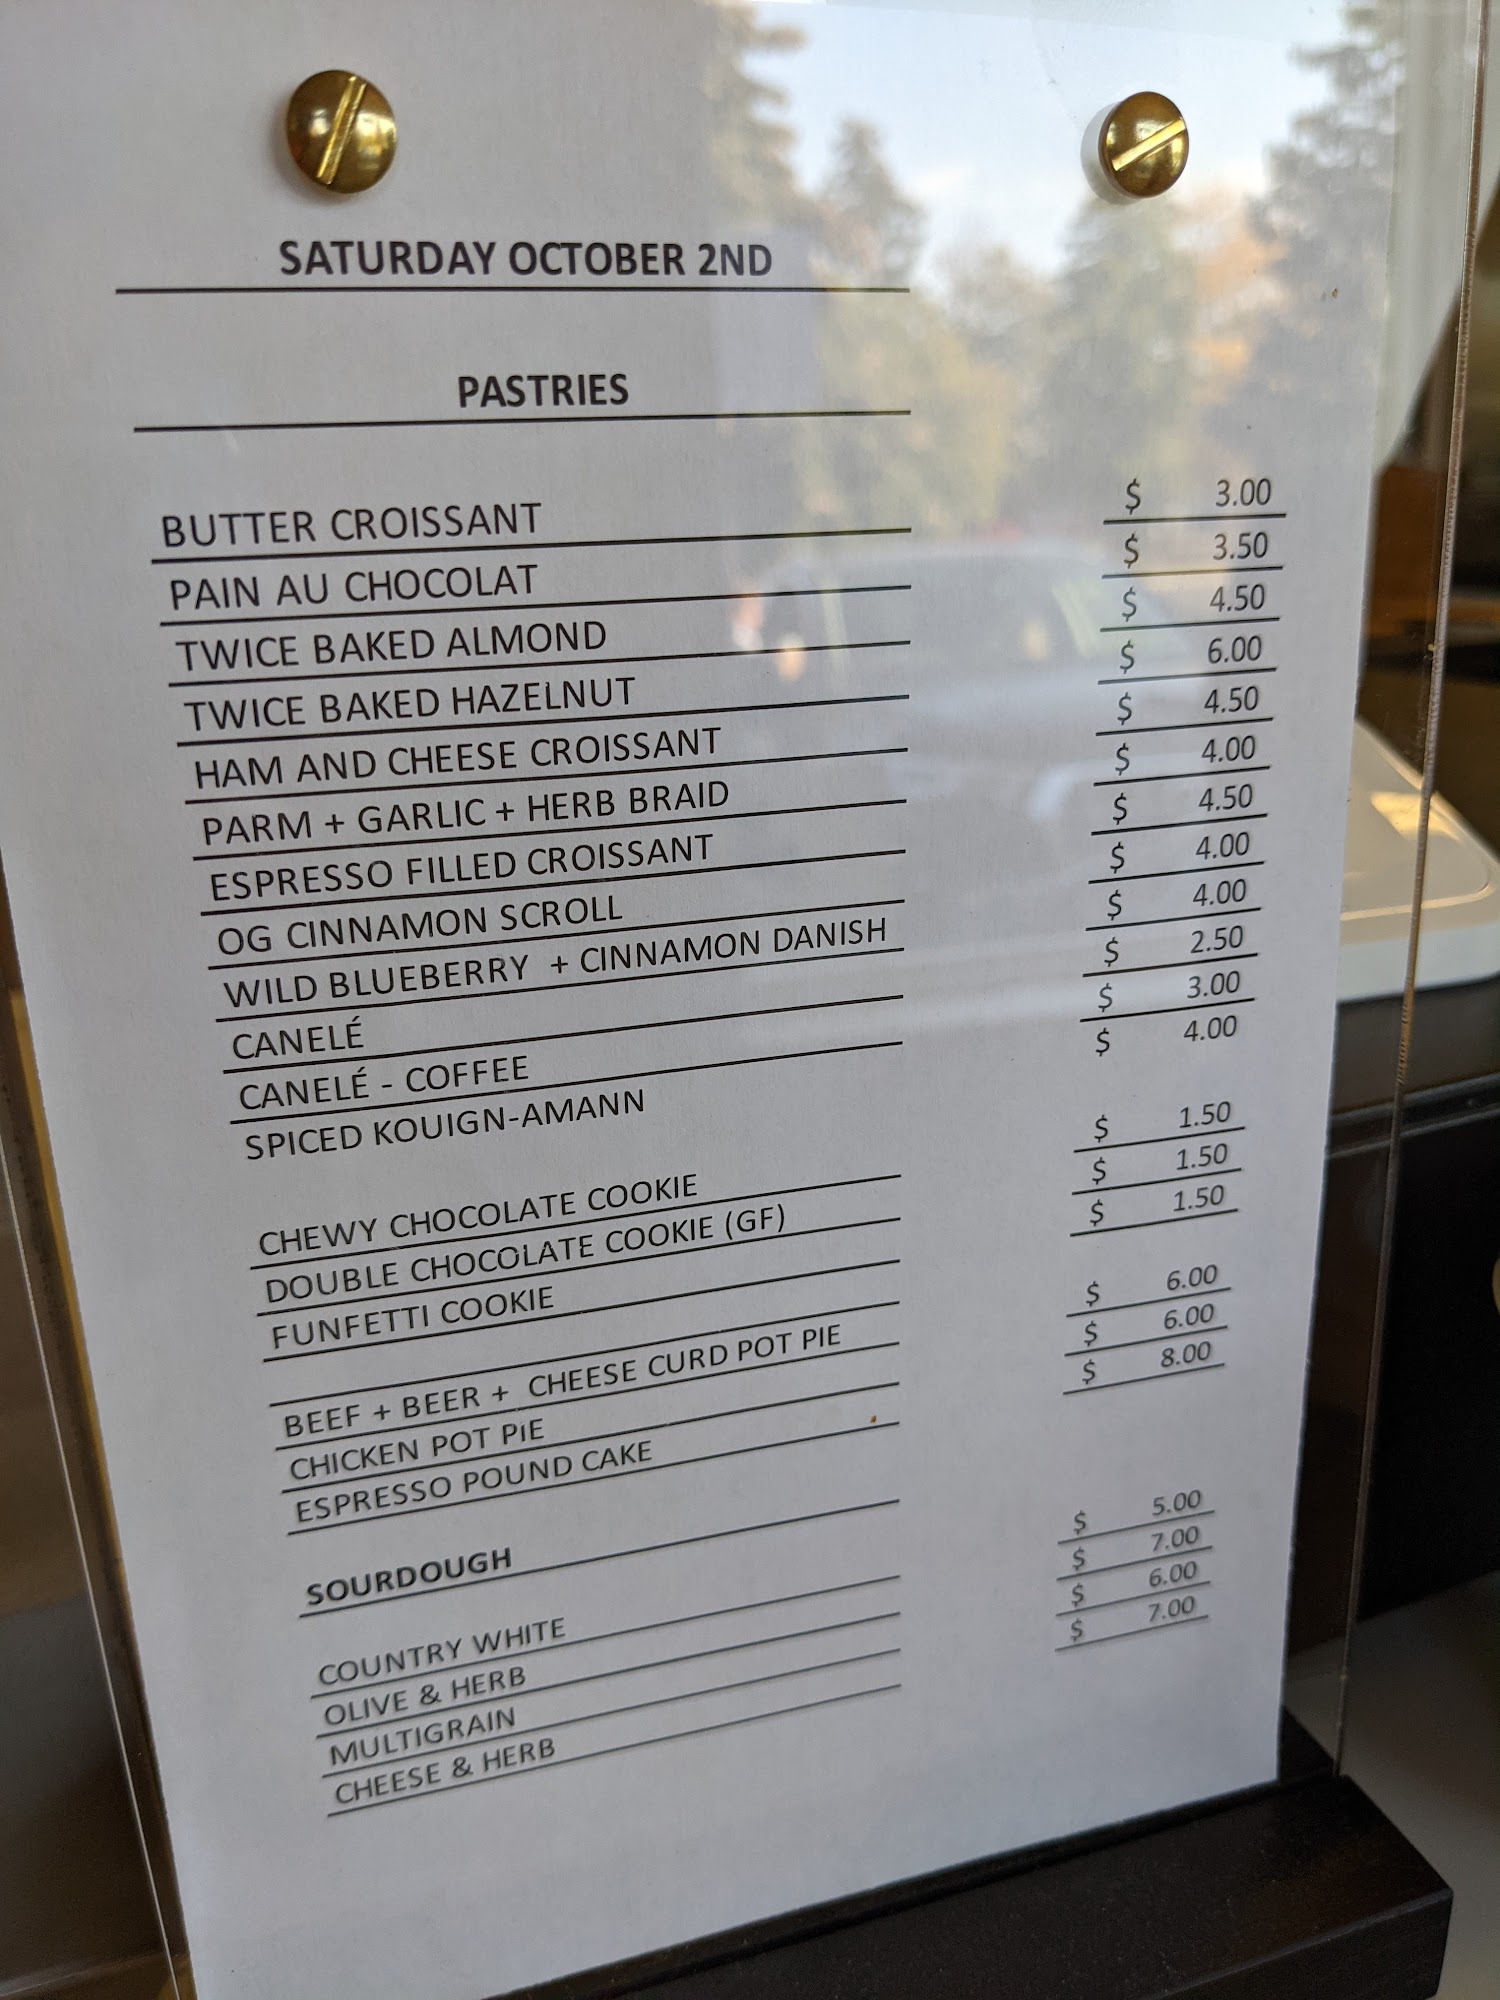 SATURDAY OCTOBER 2ND
PASTRIES
BUTTER CROISSANT $ 3.00
PAIN AU CHOCOLAT $ 3.50
TWICE BAKED ALMOND $ 4.50
TWICE BAKED HAZELNUT $ 6.00
HAM AND CHEESE CROISSANT $ 4.50
PARM + GARLIC + HERB BRAID $ 4.00
ESPRESSO FILLED CROISSANT $ 4.50
OG CINNAMON SCROLL $ 4.00
WILD BLUEBERRY + CINNAMON DANISH $ 4.00
CANELÉ $ 2.50
CANELÉ - COFFEE $ 3.00
SPICED KOUIGN-AMANN $ 4.00
CHEWY CHOCOLATE COOKIE $ 1.50
DOUBLE CHOCOLATE COOKIE (GF) $ 1.50
FUNFETTI COOKIE $ 1.50
BEEF + BEER + CHEESE CURD POT PIE $ 6.00
CHICKEN POT PIE $ 6.00
ESPRESSO POUND CAKE $ 8.00
SOURDOUGH
COUNTRY WHITE $ 5.00
OLIVE & HERB $ 7.00
MULTIGRAIN $ 6.00
CHEESE & HERB $ 7.00